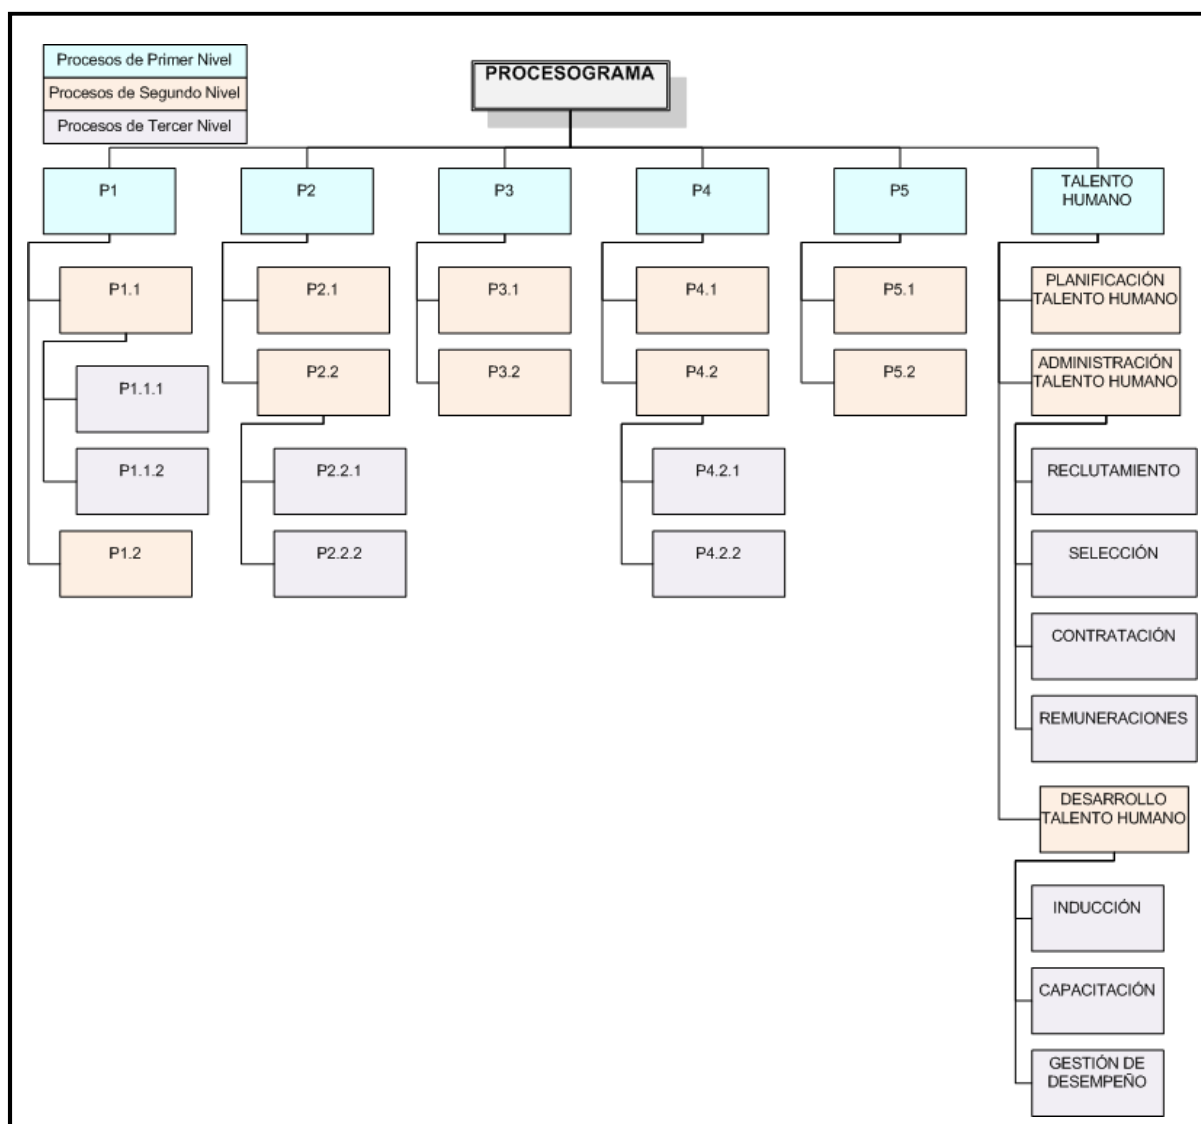 Procesos de Primer Nivel
Procesos de Segundo Nivel
Procesos de Tercer Nivel
PROCESOGRAMA
P1
P2
P3
P4
P5
TALENTO
HUMANO
P1.1
P2.1
P3.1
P4.1
P5.1
PLANIFICACIÓN
TALENTO HUMANO
P2.2
P3.2
P4.2
P5.2
ADMINISTRACIÓN
TALENTO HUMANO
P1.1.1
P1.1.2
P2.2.1
P4.2.1
RECLUTAMIENTO
P1.2
P2.2.2
P4.2.2
SELECCIÓN
CONTRATACIÓN
REMUNERACIONES
DESARROLLO
TALENTO HUMANO
INDUCCIÓN
CAPACITACIÓN
GESTIÓN DE
DESEMPEÑO